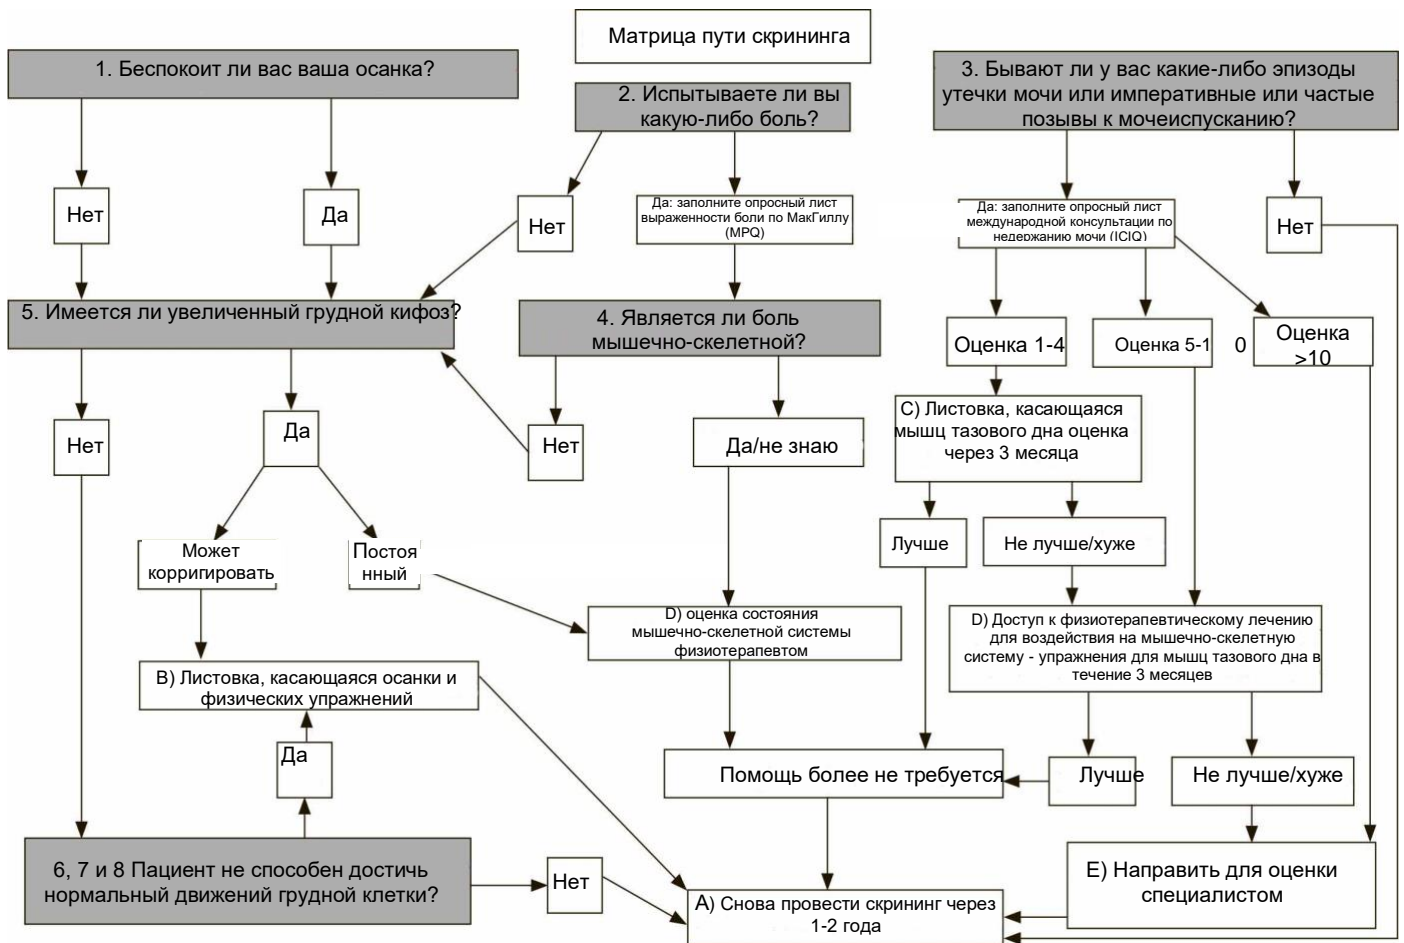 Матрица пути скрининга
1. Беспокоит ли вас ваша осанка?
2. Испытываете ли вы
какую-либо боль?
3. Бывают ли у вас какие-либо эпизоды
утечки мочи или императивные или частые
позывы к мочеиспусканию?
Нет
Да
Нет
Да: заполните опросный лист
выраженности боли по МакГиллу
(MPQ)
Да: заполните опросный лист
международной консультации по
недержанию мочи (ICIQ)
Нет
5. Имеется ли увеличенный грудной кифоз?
4. Является ли боль
мышечно-скелетной?
Оценка 1-4
Оценка 5-1 0
Оценка
>10
Нет
Да
Нет
Да/не знаю
C) Листовка, касающаяся
мышц тазового дна оценка
через 3 месяца
Лучше
Не лучше/хуже
Может
корригировать
Постоя
нный
D) оценка состояния
мышечно-скелетной системы
физиотерапевтом
D) Доступ к физиотерапевтическому лечению
для воздействия на мышечно-скелетную
систему - упражнения для мышц тазового дна в
течение 3 месяцев
B) Листовка, касающаяся осанки и
физических упражнений
Да
Помощь более не требуется
Лучше
Не лучше/хуже
6, 7 и 8 Пациент не способен достичь
нормальный движений грудной клетки?
Нет
A) Снова провести скрининг через
1-2 года
E) Направить для оценки
специалистом